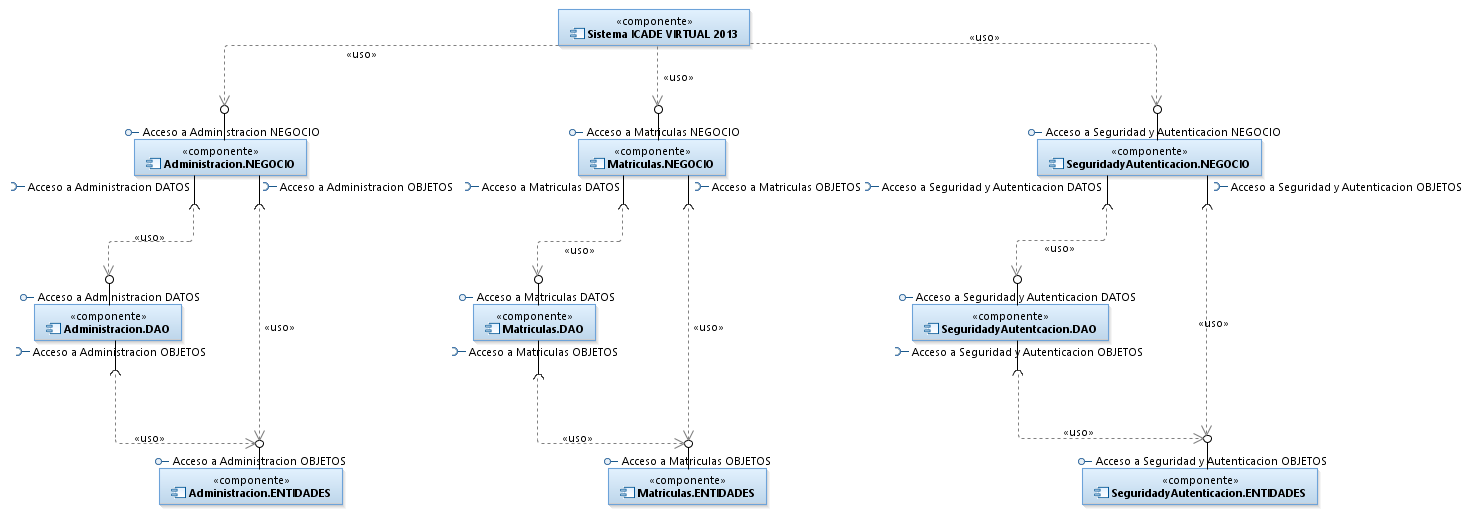 «componente»
Sistema ICADE VIRTUAL 2013
«uso»
«uso»
«uso»
Acceso a Administracion NEGOCIO
Acceso a Matriculas NEGOCIO
Acceso a Seguridad y Autenticacion NEGOCIO
«componente»
Administracion.NEGOCIO
«componente»
Matriculas.NEGOCIO
«componente»
SeguridadyAutenticacion.NEGOCIO
Acceso a Administracion DATOS
Acceso a Administracion OBJETOS
Acceso a Matriculas DATOS
Acceso a Matriculas OBJETOS
Acceso a Seguridad y Autenticacion DATOS
Acceso a Seguridad y Autenticacion OBJETOS
«uso»
«uso»
«uso»
Acceso a Administracion DATOS
Acceso a Matriculas DATOS
Acceso a Seguridad y Autenticacion DATOS
«componente»
Administracion.DAO
«componente»
Matriculas.DAO
«componente»
SeguridadyAutentcacion.DAO
«uso»
«uso»
«uso»
Acceso a Administracion OBJETOS
Acceso a Matriculas OBJETOS
Acceso a Seguridad y Autenticacion OBJETOS
«uso»
«uso»
«uso»
Acceso a Administracion OBJETOS
Acceso a Matriculas OBJETOS
Acceso a Seguridad y Autenticacion OBJETOS
«componente»
Administracion.ENTIDADES
«componente»
Matriculas.ENTIDADES
«componente»
SeguridadyAutenticacion.ENTIDADES